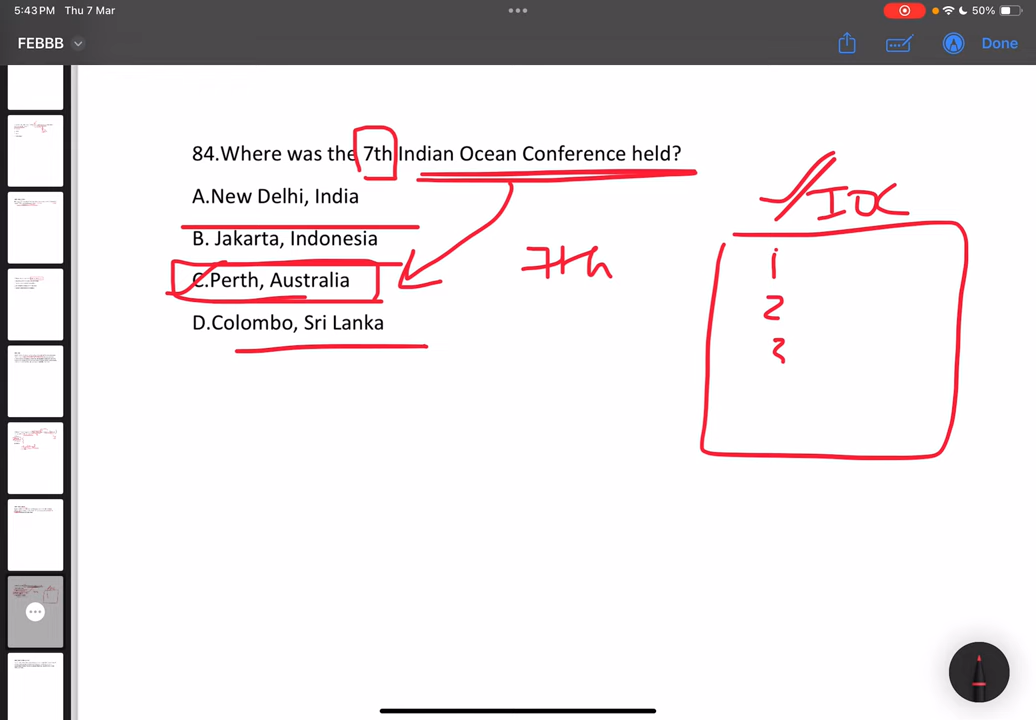 5:43 PM Thu 7 Mar
50%
FEBBB
Done
84.Where was the 7th Indian Ocean Conference held?
A.New Delhi, India
B. Jakarta, Indonesia
C.Perth, Australia
D.Colombo, Sri Lanka
7th
IOC
1
2
3